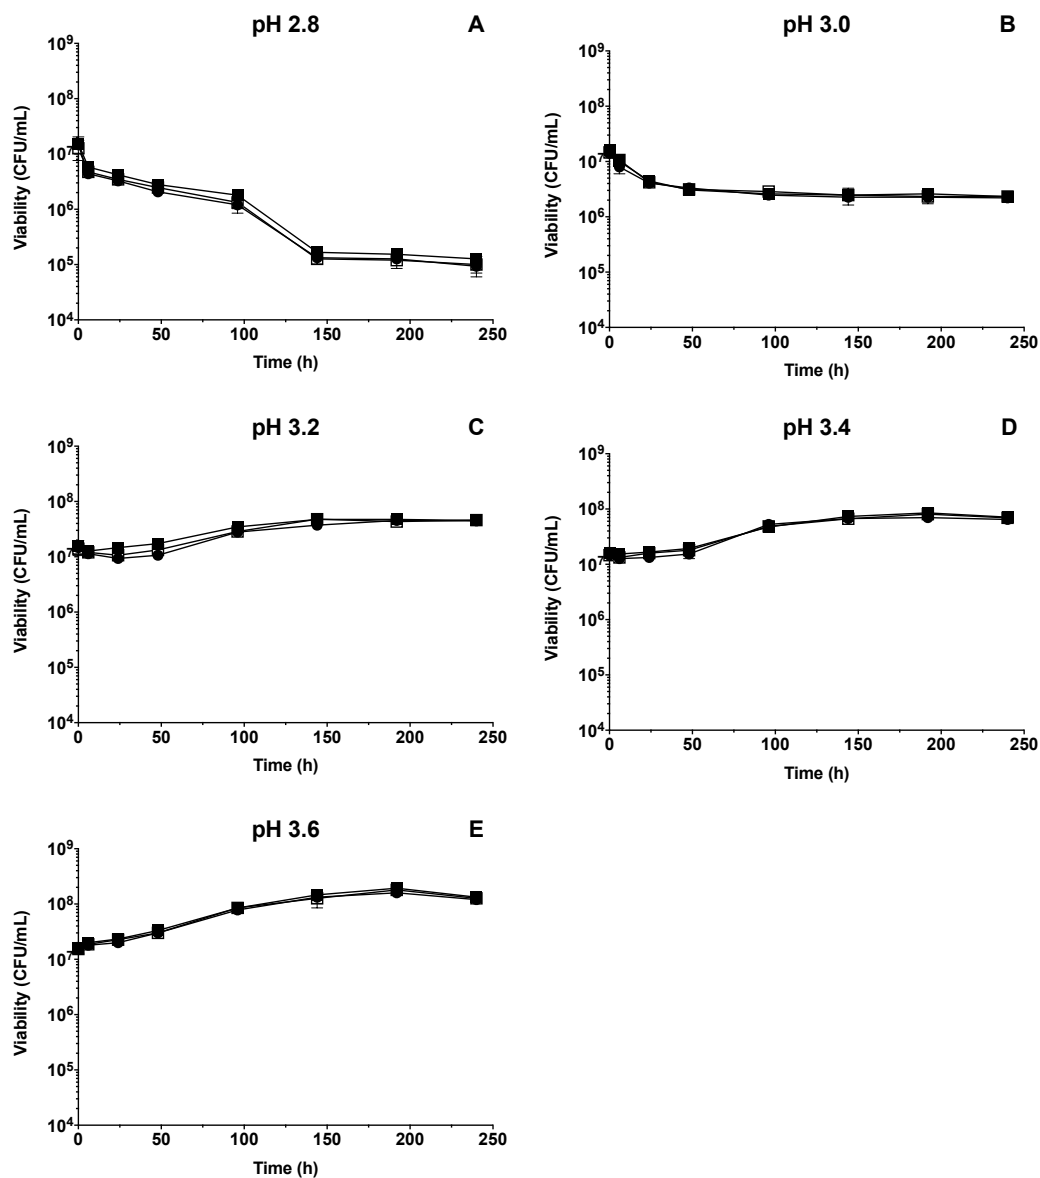 pH 2.8 A
10⁹
10⁸
10⁷
10⁶
10⁵
10⁴
0 50 100 150 200 250
Time (h)
Viability (CFU/mL)
pH 3.0 B
10⁹
10⁸
10⁷
10⁶
10⁵
10⁴
0 50 100 150 200 250
Time (h)
Viability (CFU/mL)
pH 3.2 C
10⁹
10⁸
10⁷
10⁶
10⁵
10⁴
0 50 100 150 200 250
Time (h)
Viability (CFU/mL)
pH 3.4 D
10⁹
10⁸
10⁷
10⁶
10⁵
10⁴
0 50 100 150 200 250
Time (h)
Viability (CFU/mL)
pH 3.6 E
10⁹
10⁸
10⁷
10⁶
10⁵
10⁴
0 50 100 150 200 250
Time (h)
Viability (CFU/mL)